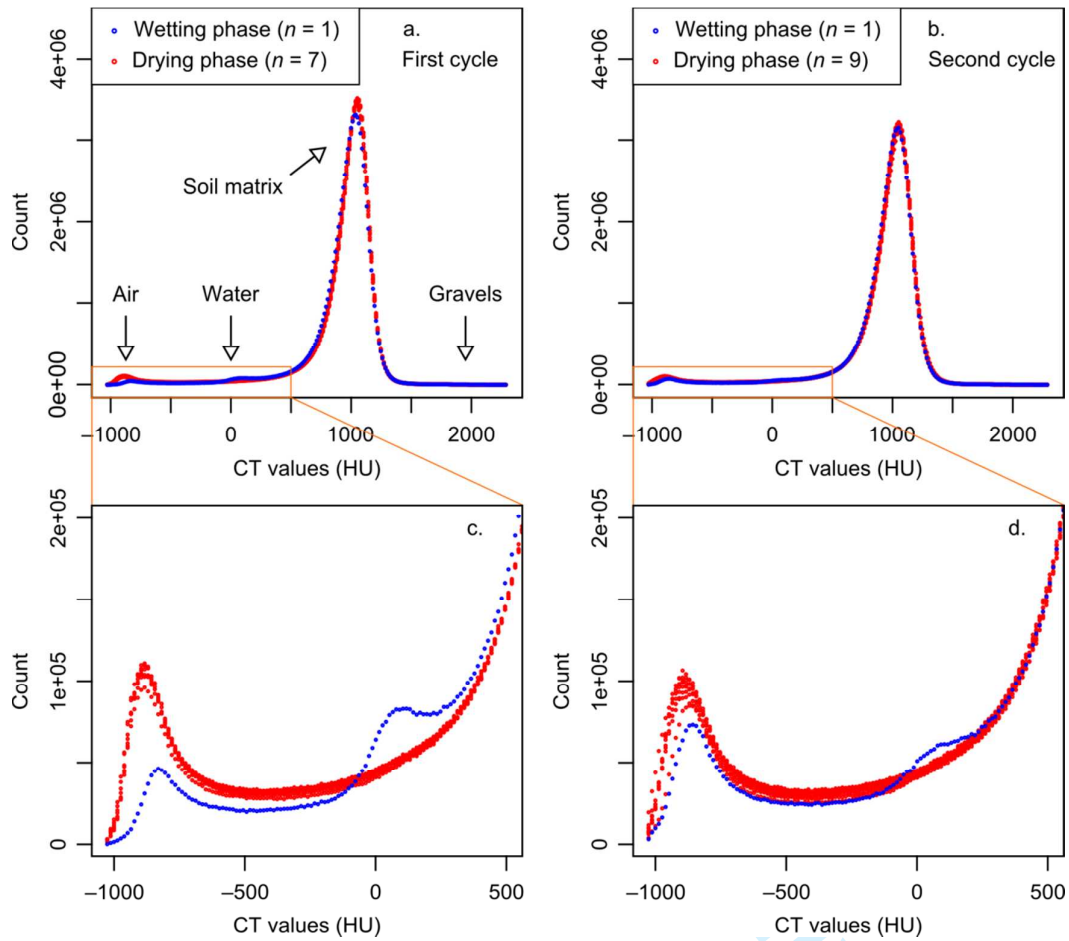 Wetting phase (n = 1)
Drying phase (n = 7)
a.
First cycle
Soil matrix
Air
Water
Gravels
Count
0e+00
2e+06
4e+06
−1000
0
1000
2000
CT values (HU)
Wetting phase (n = 1)
Drying phase (n = 9)
b.
Second cycle
Count
0e+00
2e+06
4e+06
−1000
0
1000
2000
CT values (HU)
c.
Count
0
1e+05
2e+05
−1000
−500
0
500
CT values (HU)
d.
Count
0
1e+05
2e+05
−1000
−500
0
500
CT values (HU)